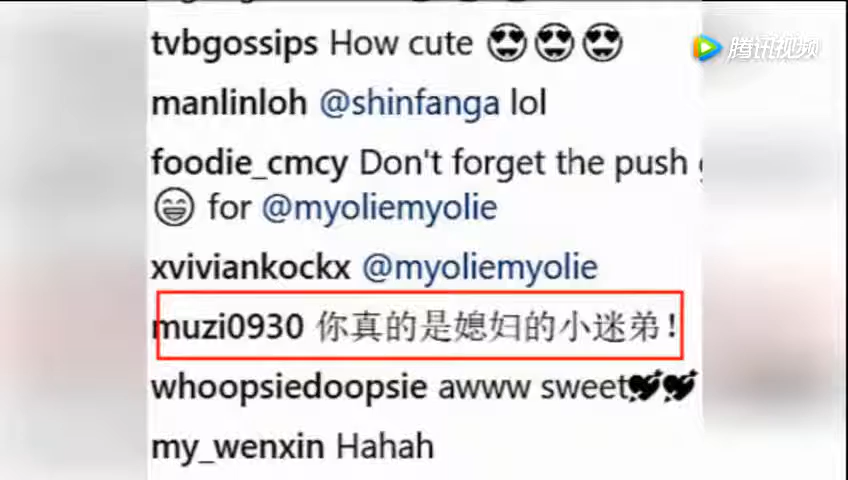 tvbgossips How cute 😍😍😍
腾讯视频
manlinloh @shinfanga lol
foodie_cmcy Don't forget the push
😄 for @myoliemyolie
xviviankockx @myoliemyolie
muzi0930 你真的是媳妇的小迷弟！
whoopsiedoopsie awww sweet💘💘
my_wenxin Hahah